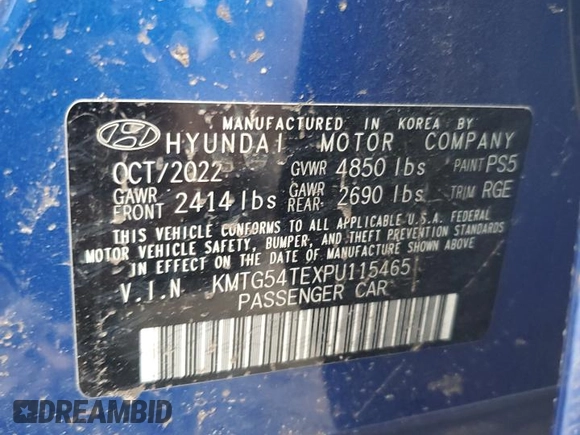 MANUFACTURED IN KOREA BY
HYUNDAI MOTOR COMPANY
OCT/2022 GVWR 4850 lbs PAINT PS5
GAWR FRONT 2414 lbs GAWR REAR: 2690 lbs TRIM RGE
THIS VEHICLE CONFORMS TO ALL APPLICABLE U.S.A. FEDERAL
MOTOR VEHICLE SAFETY, BUMPER, AND THEFT PREVENTION STANDARDS
IN EFFECT ON THE DATE OF MANUFACTURE SHOWN ABOVE.
V.I.N KMTG54TEXPU115465
PASSENGER CAR
DREAMBID